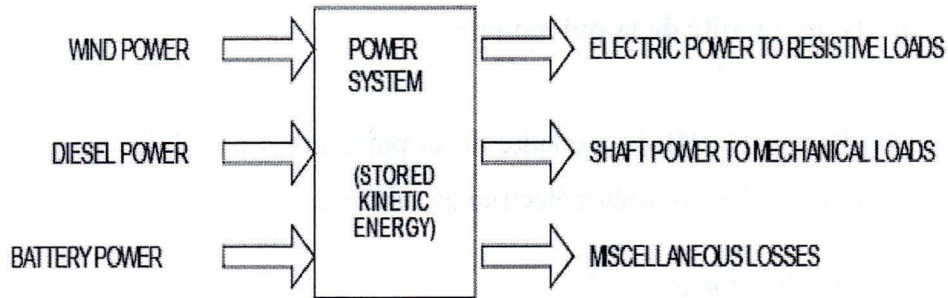 WIND POWER
DIESEL POWER
BATTERY POWER
POWER
SYSTEM
(STORED
KINETIC
ENERGY)
ELECTRIC POWER TO RESISTIVE LOADS
SHAFT POWER TO MECHANICAL LOADS
MISCELLANEOUS LOSSES